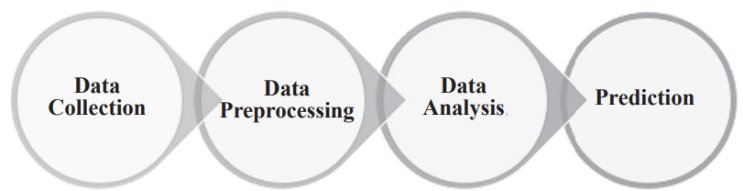 Data
Collection
Data
Preprocessing
Data
Analysis.
Prediction